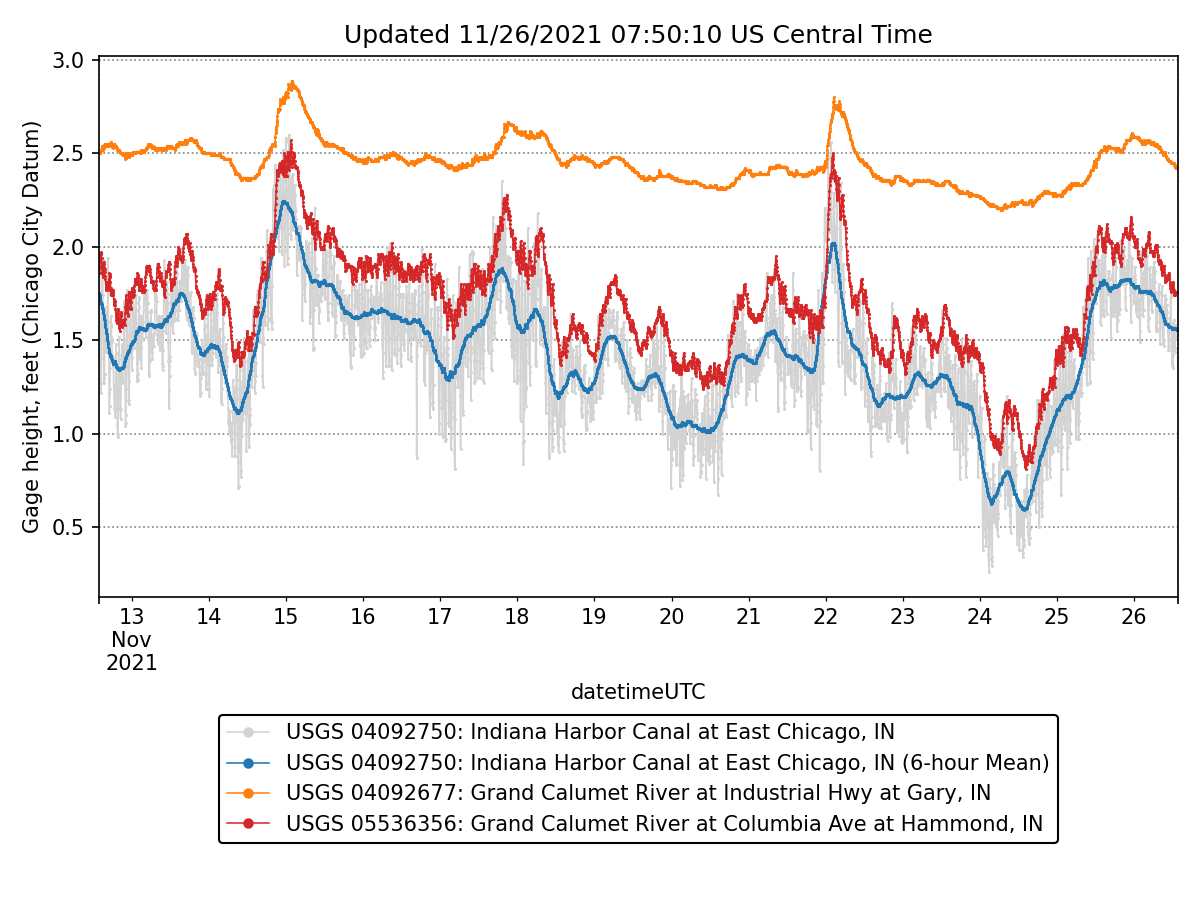 Updated 11/26/2021 07:50:10 US Central Time
Gage height, feet (Chicago City Datum)
3.0
2.5
2.0
1.5
1.0
0.5
13 14 15 16 17 18 19 20 21 22 23 24 25 26
Nov
2021
datetimeUTC
USGS 04092750: Indiana Harbor Canal at East Chicago, IN
USGS 04092750: Indiana Harbor Canal at East Chicago, IN (6-hour Mean)
USGS 04092677: Grand Calumet River at Industrial Hwy at Gary, IN
USGS 05536356: Grand Calumet River at Columbia Ave at Hammond, IN